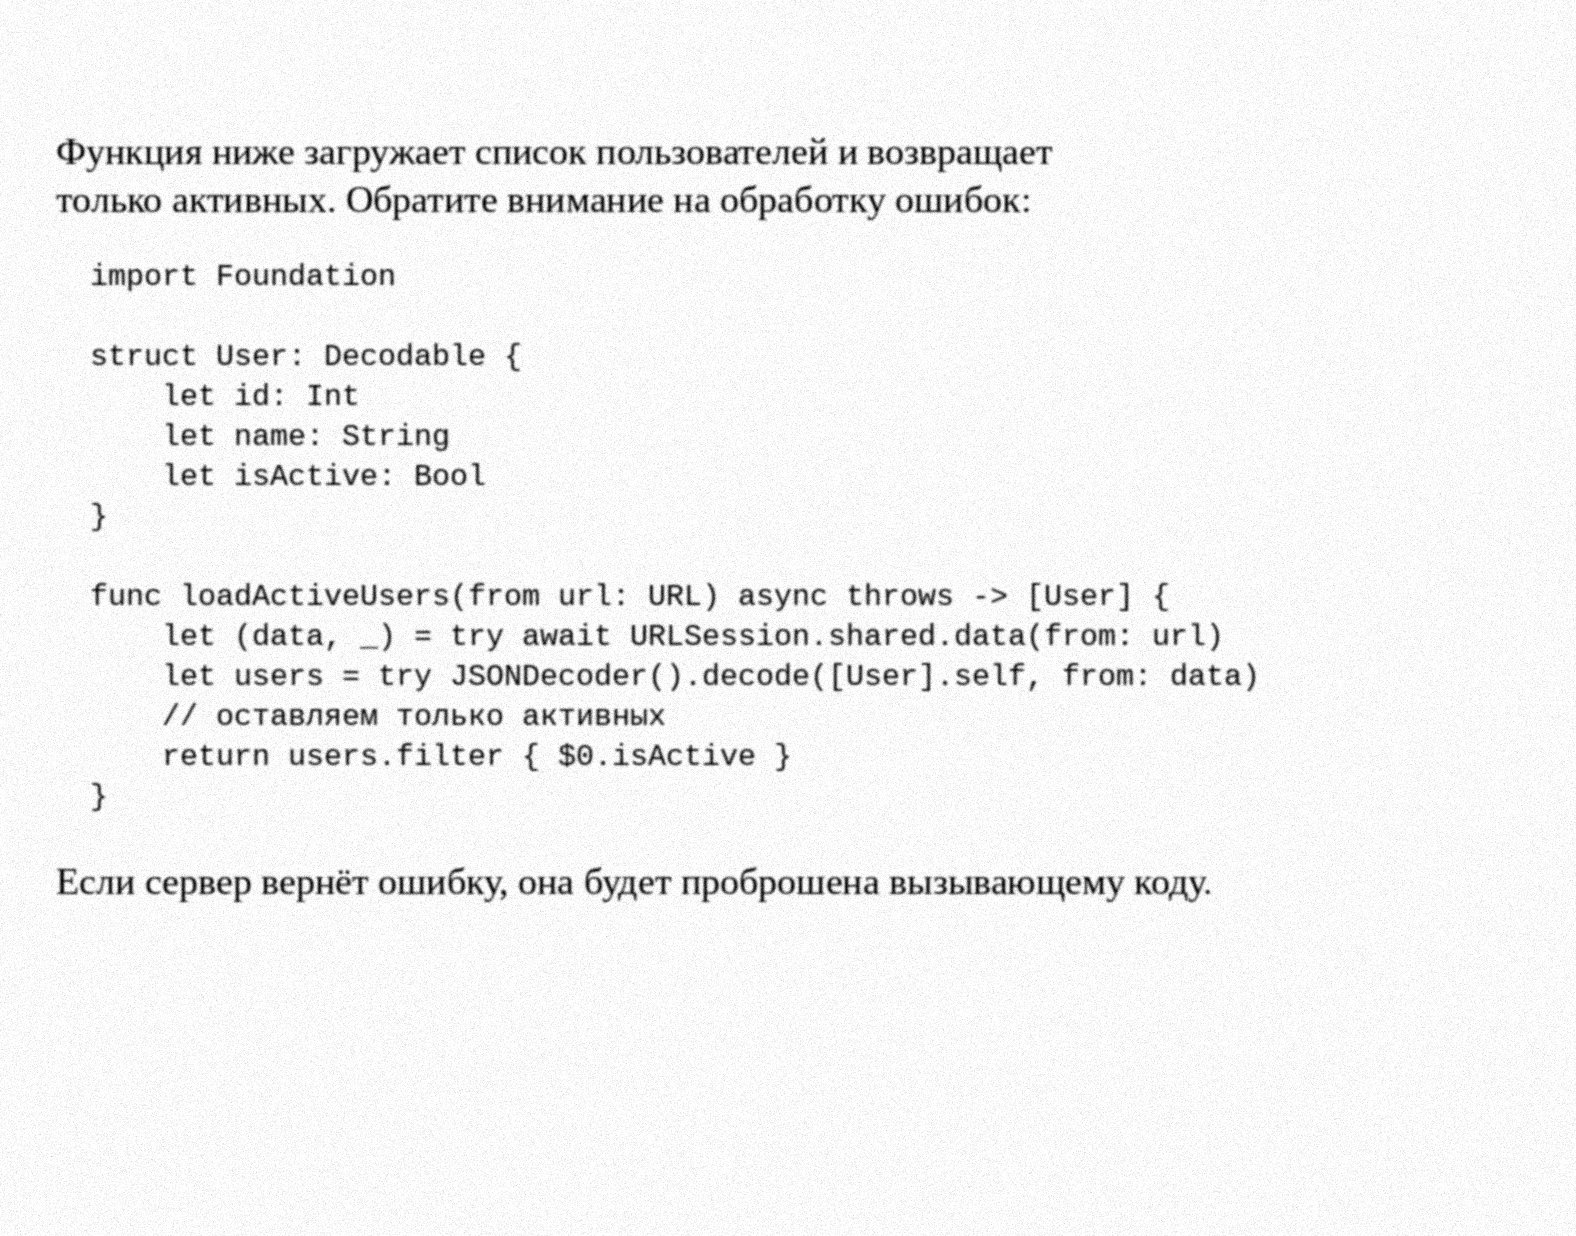 Функция ниже загружает список пользователей и возвращает
только активных. Обратите внимание на обработку ошибок:
import Foundation

struct User: Decodable {
    let id: Int
    let name: String
    let isActive: Bool
}

func loadActiveUsers(from url: URL) async throws -> [User] {
    let (data, _) = try await URLSession.shared.data(from: url)
    let users = try JSONDecoder().decode([User].self, from: data)
    // оставляем только активных
    return users.filter { $0.isActive }
}

Если сервер вернёт ошибку, она будет проброшена вызывающему коду.